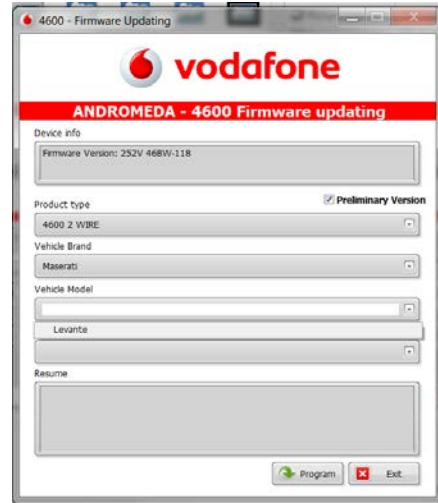 4600 - Firmware Updating
vodafone
ANDROMEDA - 4600 Firmware updating
Device info
Firmware Version: 252V 46BW-118
Product type
Preliminary Version
4600 2 WIRE
Vehicle Brand
Maserati
Vehicle Model
Levante
Resume
Program
Exit